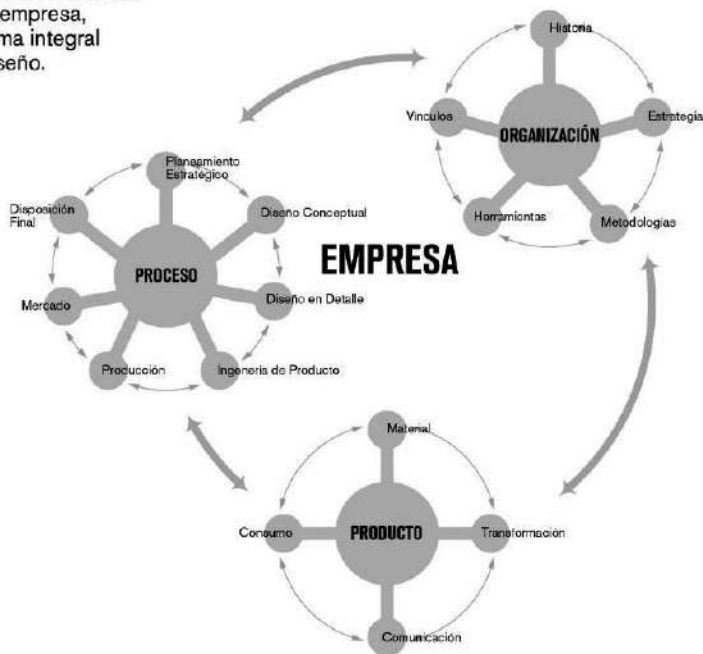 empresa,
ma integral
seño.
Historia
Vinculos
ORGANIZACIÓN
Estrategia
Herramientas
Metodologías
Planeamiento
Estratégico
Disposición
Final
Diseño Conceptual
PROCESO
EMPRESA
Mercado
Diseño en Detalle
Producción
Ingenería de Producto
Material
Consumo
PRODUCTO
Transformación
Comunicación